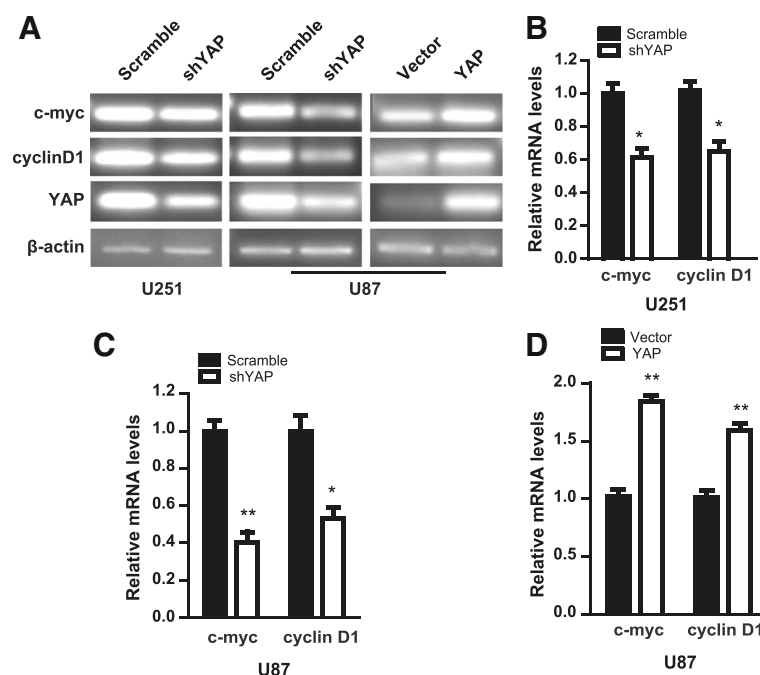 A
Scramble
shYAP
Scramble
shYAP
Vector
YAP
c-myc
cyclinD1
YAP
β-actin
U251
U87
B
Scramble
shYAP
Relative mRNA levels
1.2
1.0
0.8
0.6
0.4
0.2
0.0
*
*
c-myc
cyclin D1
U251
C
Scramble
shYAP
Relative mRNA levels
1.2
1.0
0.8
0.6
0.4
0.2
0.0
**
*
c-myc
cyclin D1
U87
D
Vector
YAP
Relative mRNA levels
2.0
1.5
1.0
0.5
0.0
**
**
c-myc
cyclin D1
U87